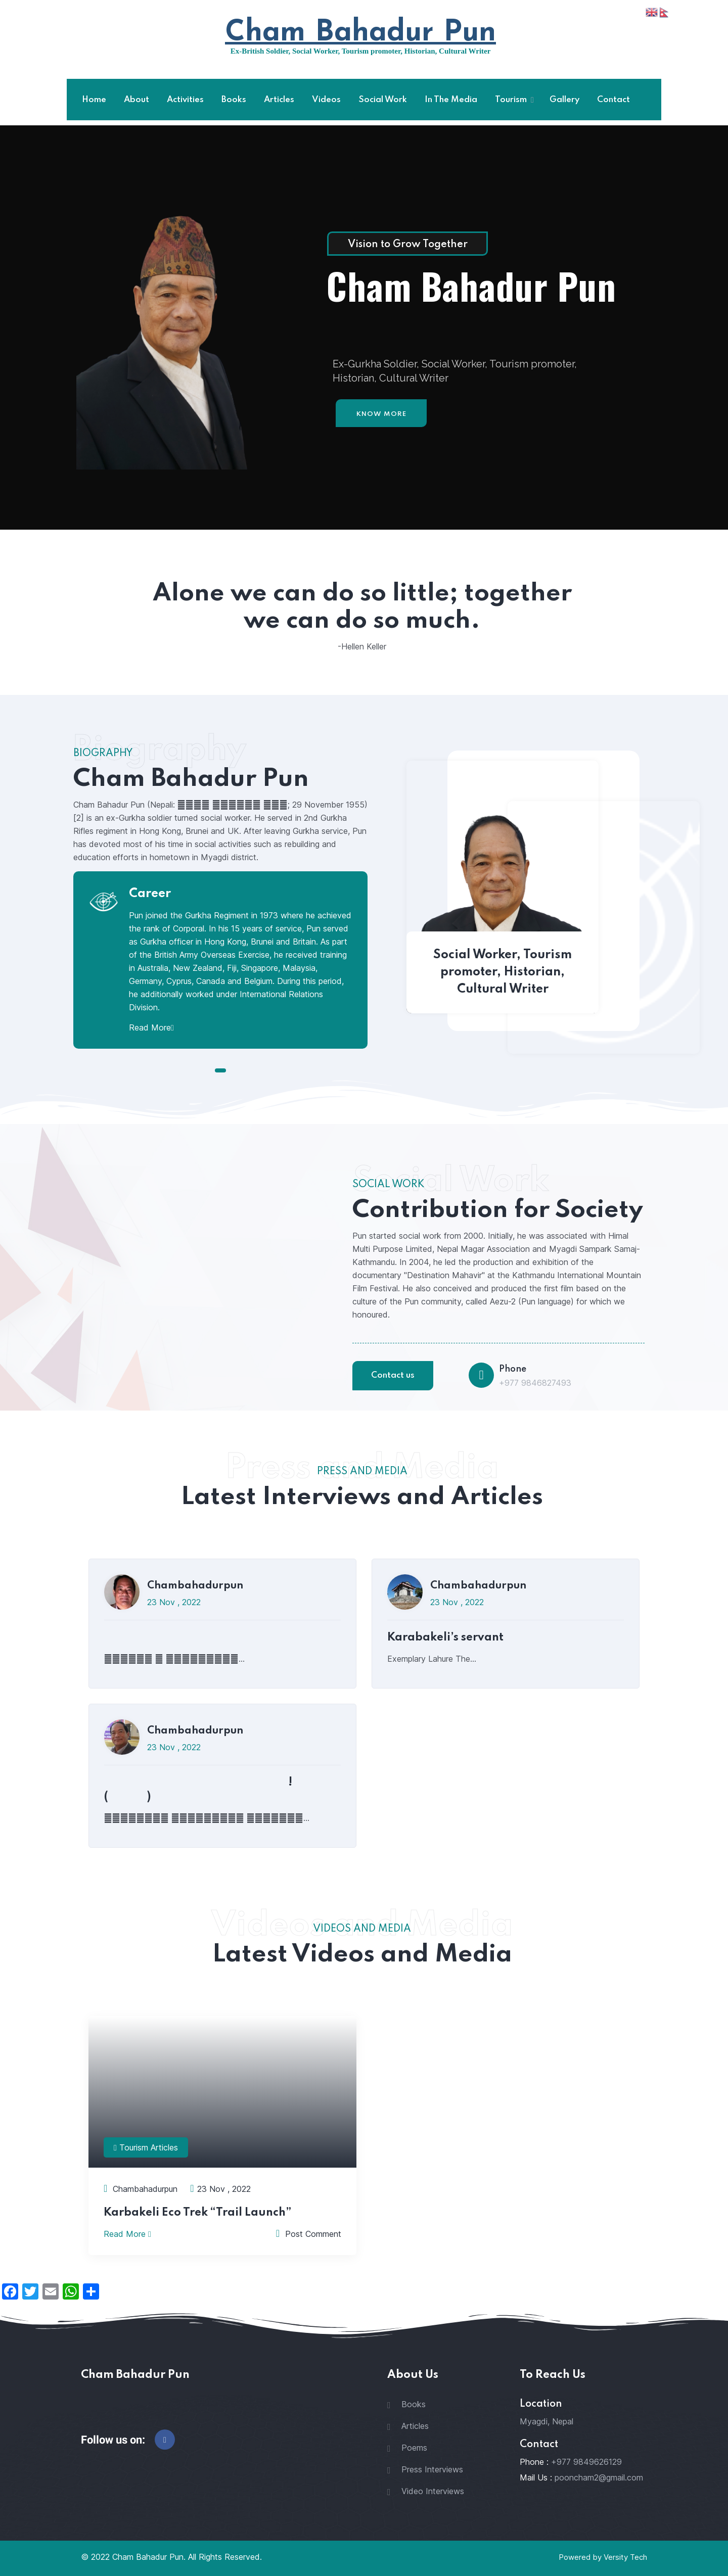 Cham Bahadur Pun
Ex-British Soldier, Social Worker, Tourism promoter, Historian, Cultural Writer
Home About Activities Books Articles Videos Social Work In The Media Tourism Gallery Contact
Vision to Grow Together
Cham Bahadur Pun
Ex-Gurkha Soldier, Social Worker, Tourism promoter,
Historian, Cultural Writer
KNOW MORE
Alone we can do so little; together
we can do so much.
-Hellen Keller
Biography
BIOGRAPHY
Cham Bahadur Pun
Cham Bahadur Pun (Nepali: ; 29 November 1955)
[2] is an ex-Gurkha soldier turned social worker. He served in 2nd Gurkha
Rifles regiment in Hong Kong, Brunei and UK. After leaving Gurkha service, Pun
has devoted most of his time in social activities such as rebuilding and
education efforts in hometown in Myagdi district.
Career
Pun joined the Gurkha Regiment in 1973 where he achieved
the rank of Corporal. In his 15 years of service, Pun served
as Gurkha officer in Hong Kong, Brunei and Britain. As part
of the British Army Overseas Exercise, he received training
in Australia, New Zealand, Fiji, Singapore, Malaysia,
Germany, Cyprus, Canada and Belgium. During this period,
he additionally worked under International Relations
Division.
Read More
Social Worker, Tourism
promoter, Historian,
Cultural Writer
Social Work
SOCIAL WORK
Contribution for Society
Pun started social work from 2000. Initially, he was associated with Himal
Multi Purpose Limited, Nepal Magar Association and Myagdi Sampark Samaj-
Kathmandu. In 2004, he led the production and exhibition of the
documentary "Destination Mahavir" at the Kathmandu International Mountain
Film Festival. He also conceived and produced the first film based on the
culture of the Pun community, called Aezu-2 (Pun language) for which we
honoured.
Contact us
Phone
+977 9846827493
Press and Media
PRESS AND MEDIA
Latest Interviews and Articles
Chambahadurpun
23 Nov , 2022
...
Chambahadurpun
23 Nov , 2022
Karabakeli's servant
Exemplary Lahure The...
Chambahadurpun
23 Nov , 2022
!
( )
...
Videos and Media
VIDEOS AND MEDIA
Latest Videos and Media
Tourism Articles
Chambahadurpun 23 Nov , 2022
Karbakeli Eco Trek “Trail Launch”
Read More Post Comment
Cham Bahadur Pun
Follow us on:
About Us
Books
Articles
Poems
Press Interviews
Video Interviews
To Reach Us
Location
Myagdi, Nepal
Contact
Phone : +977 9849626129
Mail Us : pooncham2@gmail.com
© 2022 Cham Bahadur Pun. All Rights Reserved.
Powered by Versity Tech